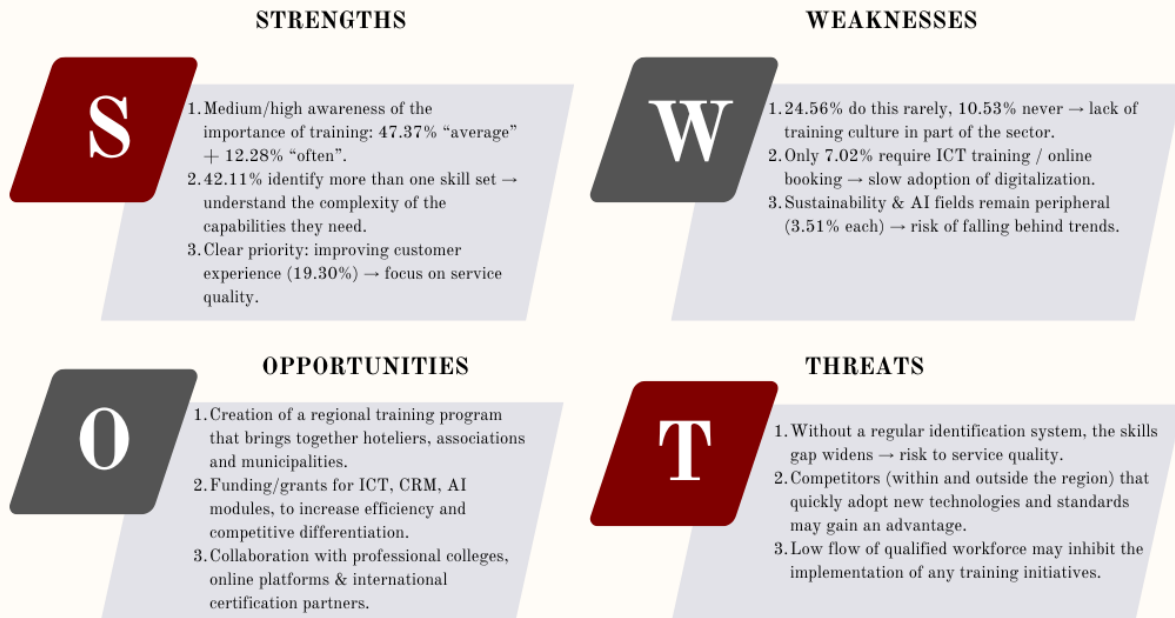 STRENGTHS
S
1. Medium/high awareness of the
importance of training: 47.37% “average”
+ 12.28% “often”.
2. 42.11% identify more than one skill set →
understand the complexity of the
capabilities they need.
3. Clear priority: improving customer
experience (19.30%) → focus on service
quality.
WEAKNESSES
W
1. 24.56% do this rarely, 10.53% never → lack of
training culture in part of the sector.
2. Only 7.02% require ICT training / online
booking → slow adoption of digitalization.
3. Sustainability & AI fields remain peripheral
(3.51% each) → risk of falling behind trends.
OPPORTUNITIES
O
1. Creation of a regional training program
that brings together hoteliers, associations
and municipalities.
2. Funding/grants for ICT, CRM, AI
modules, to increase efficiency and
competitive differentiation.
3. Collaboration with professional colleges,
online platforms & international
certification partners.
THREATS
T
1. Without a regular identification system, the skills
gap widens → risk to service quality.
2. Competitors (within and outside the region) that
quickly adopt new technologies and standards
may gain an advantage.
3. Low flow of qualified workforce may inhibit the
implementation of any training initiatives.